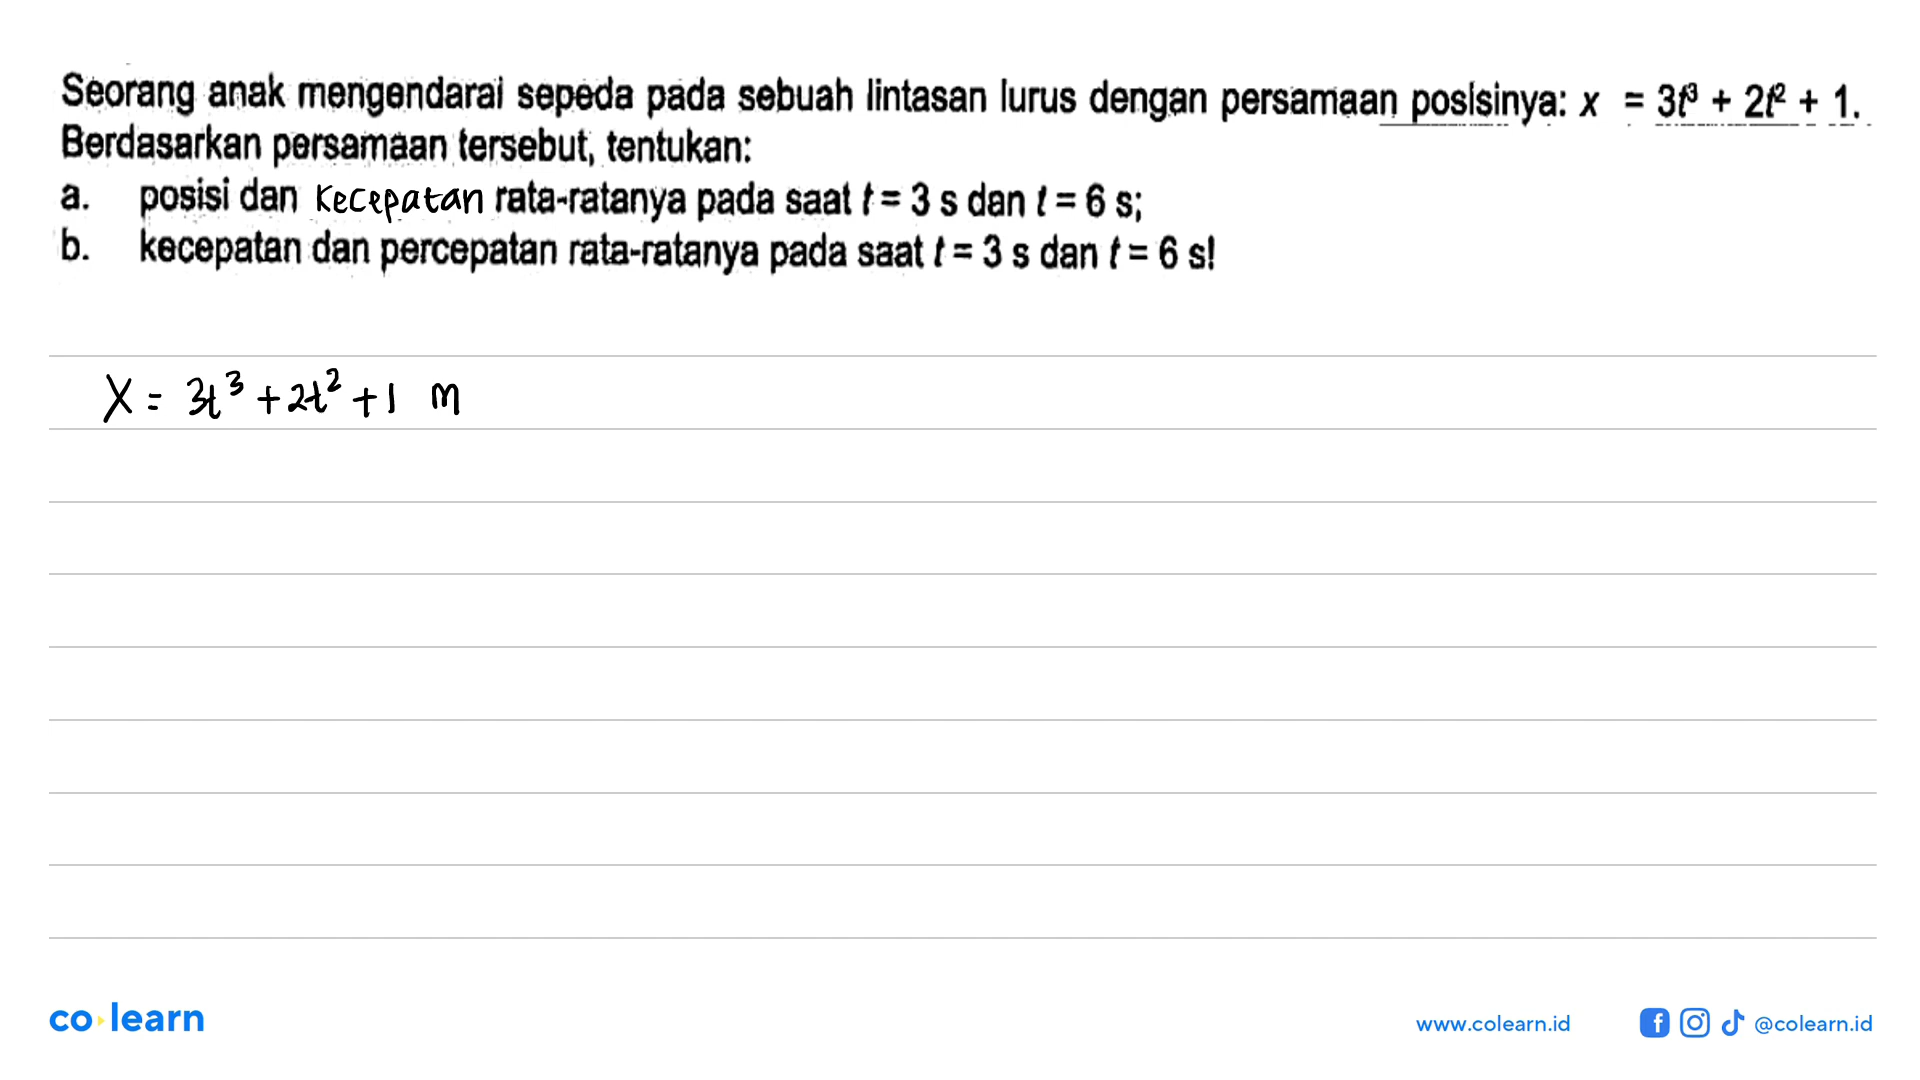 Seorang anak mengendarai sepeda pada sebuah lintasan lurus dengan persamaan posisinya: x = 3t³ + 2t² + 1.
Berdasarkan persamaan tersebut, tentukan:
a. posisi dan kecepatan rata-ratanya pada saat t = 3 s dan t = 6 s;
b. kecepatan dan percepatan rata-ratanya pada saat t = 3 s dan t = 6 s!
X = 3t³ + 2t² + 1 m
co learn
www.colearn.id
@colearn.id